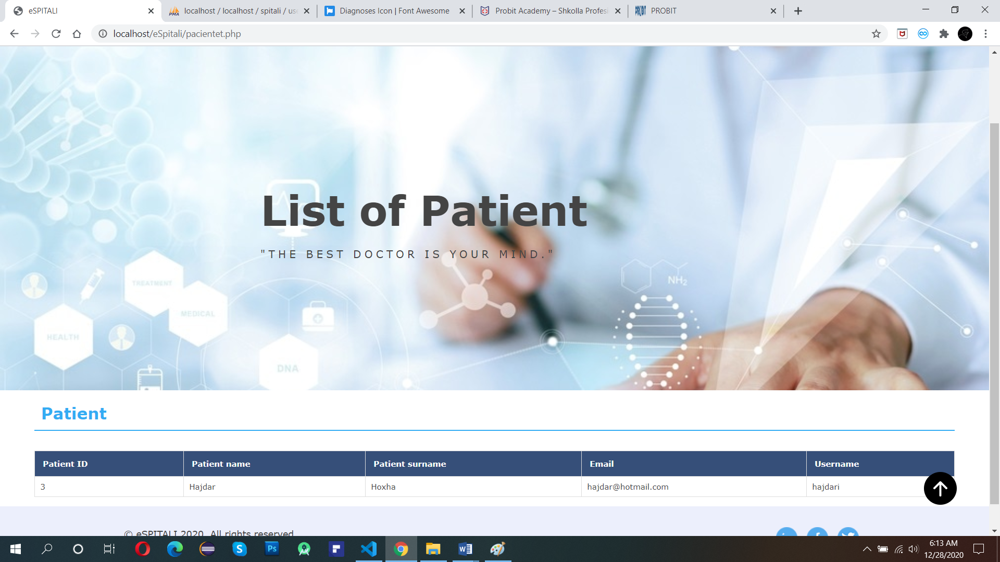 eSPITALI
localhost / localhost / spitali / us
Diagnoses Icon | Font Awesome
Probit Academy – Shkolla Profesi
PROBIT
localhost/eSpitali/pacientet.php
List of Patient
"THE BEST DOCTOR IS YOUR MIND."
NH2
TREATMENT
MEDICAL
HEALTH
DNA
Patient
Patient ID Patient name Patient surname Email Username
3 Hajdar Hoxha hajdar@hotmail.com hajdari
© eSPITALI 2020. All rights reserved
6:13 AM
12/28/2020